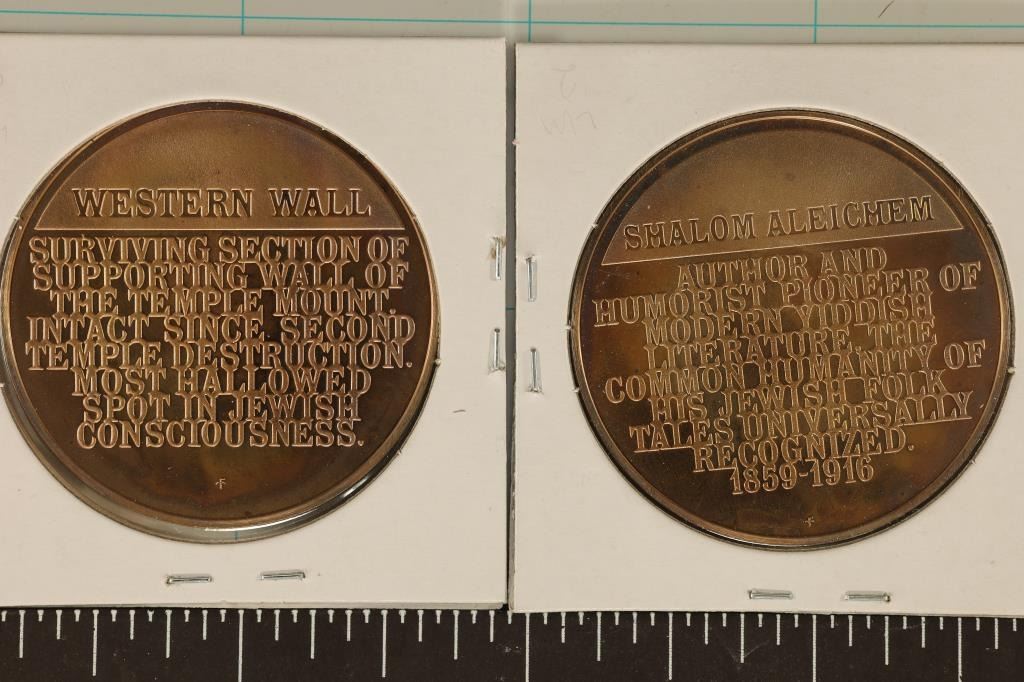 WESTERN WALL
SURVIVING SECTION OF
SUPPORTING WALL OF
THE TEMPLE MOUNT.
INTACT SINCE SECOND
TEMPLE DESTRUCTION.
MOST HALLOWED
SPOT IN JEWISH
CONSCIOUSNESS.
SHALOM ALEICHEM
AUTHOR AND
HUMORIST PIONEER OF
MODERN YIDDISH
LITERATURE. THE
COMMON HUMANITY OF
HIS JEWISH FOLK
TALES UNIVERSALLY
RECOGNIZED.
1859-1916